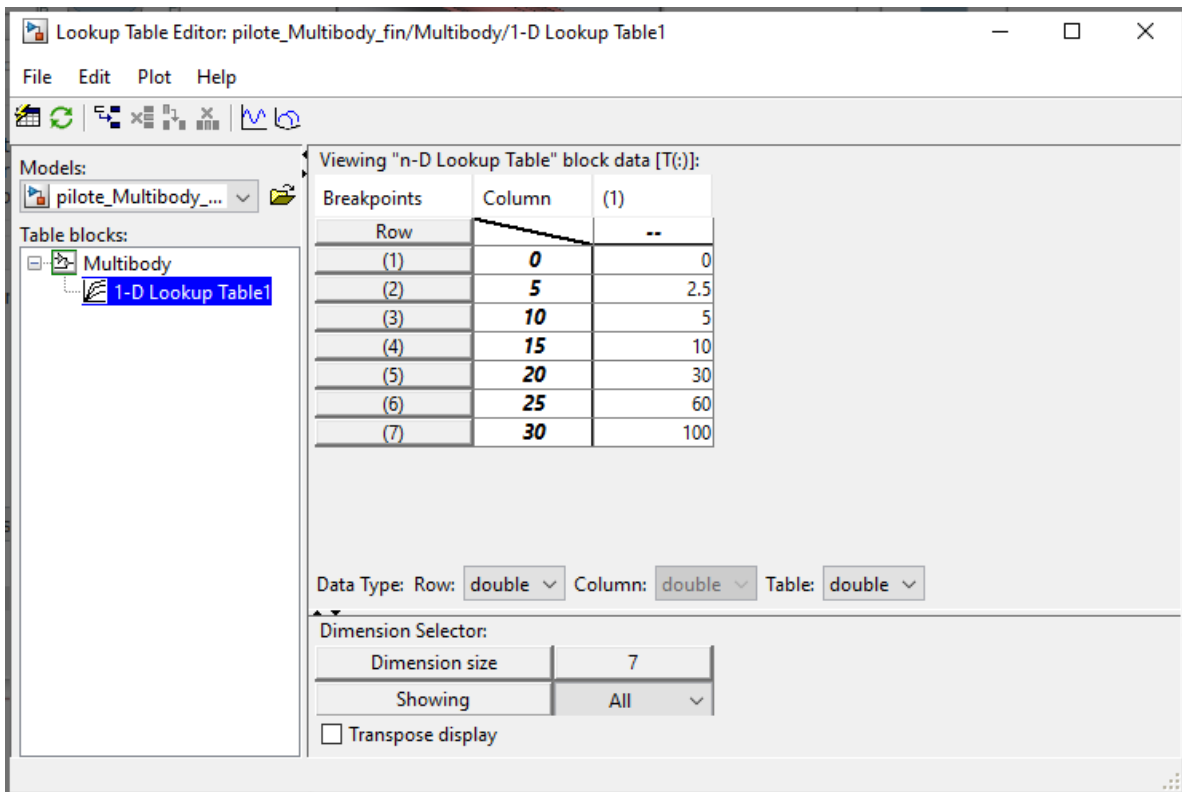 Lookup Table Editor: pilote_Multibody_fin/Multibody/1-D Lookup Table1
File Edit Plot Help
Models:
pilote_Multibody_...
Table blocks:
Multibody
1-D Lookup Table1
Viewing "n-D Lookup Table" block data [T(:)]:
Breakpoints Column (1)
Row --
(1) 0 0
(2) 5 2.5
(3) 10 5
(4) 15 10
(5) 20 30
(6) 25 60
(7) 30 100
Data Type: Row: double Column: double Table: double
Dimension Selector:
Dimension size 7
Showing All
Transpose display